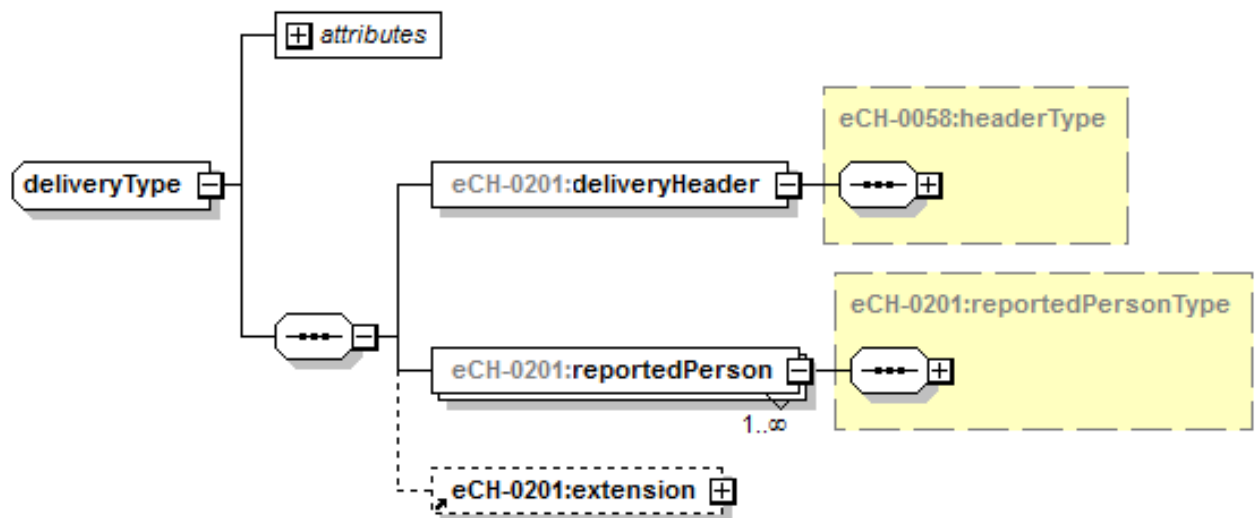 attributes
eCH-0058:headerType
deliveryType
eCH-0201:deliveryHeader
eCH-0201:reportedPersonType
eCH-0201:reportedPerson
1..∞
eCH-0201:extension